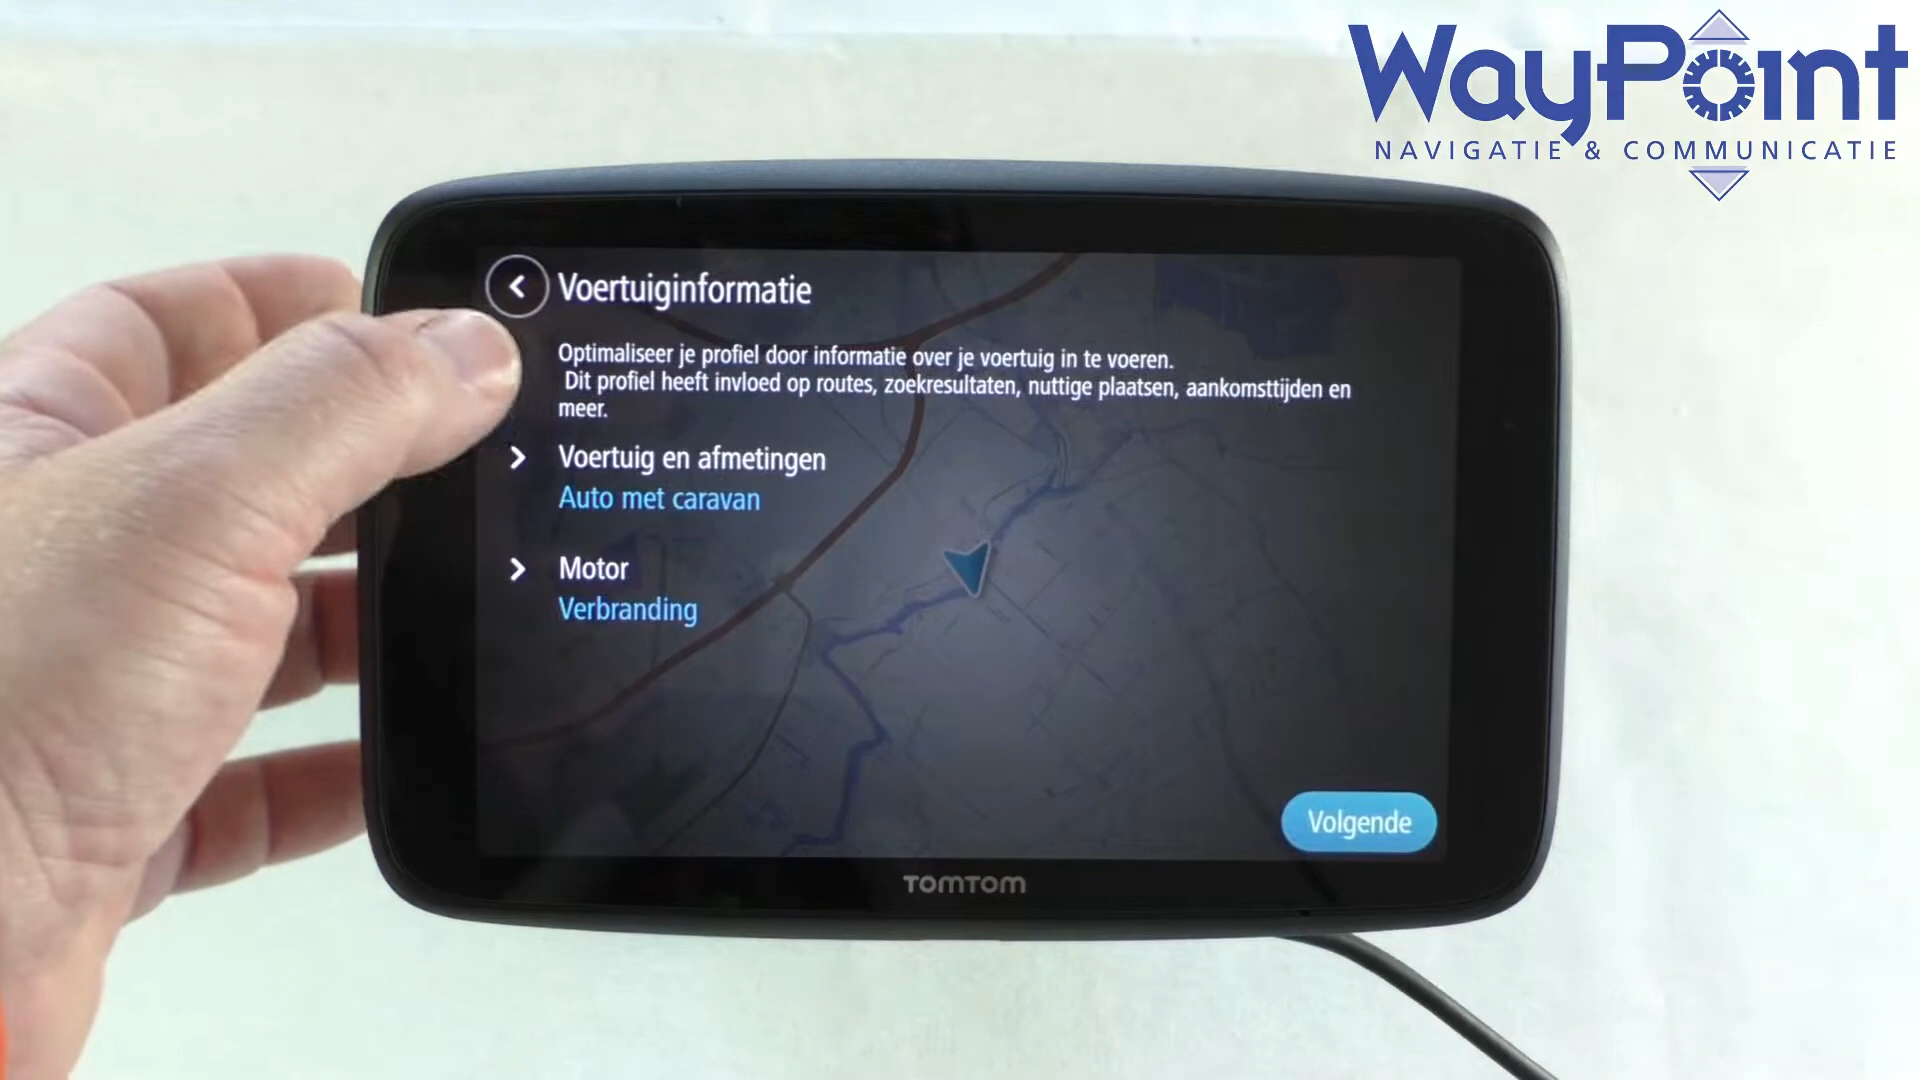 WayPoint
NAVIGATIE & COMMUNICATIE
Voertuiginformatie
Optimaliseer je profiel door informatie over je voertuig in te voeren.
Dit profiel heeft invloed op routes, zoekresultaten, nuttige plaatsen, aankomsttijden en
meer.
Voertuig en afmetingen
Auto met caravan
Motor
Verbranding
Volgende
TOMTOM